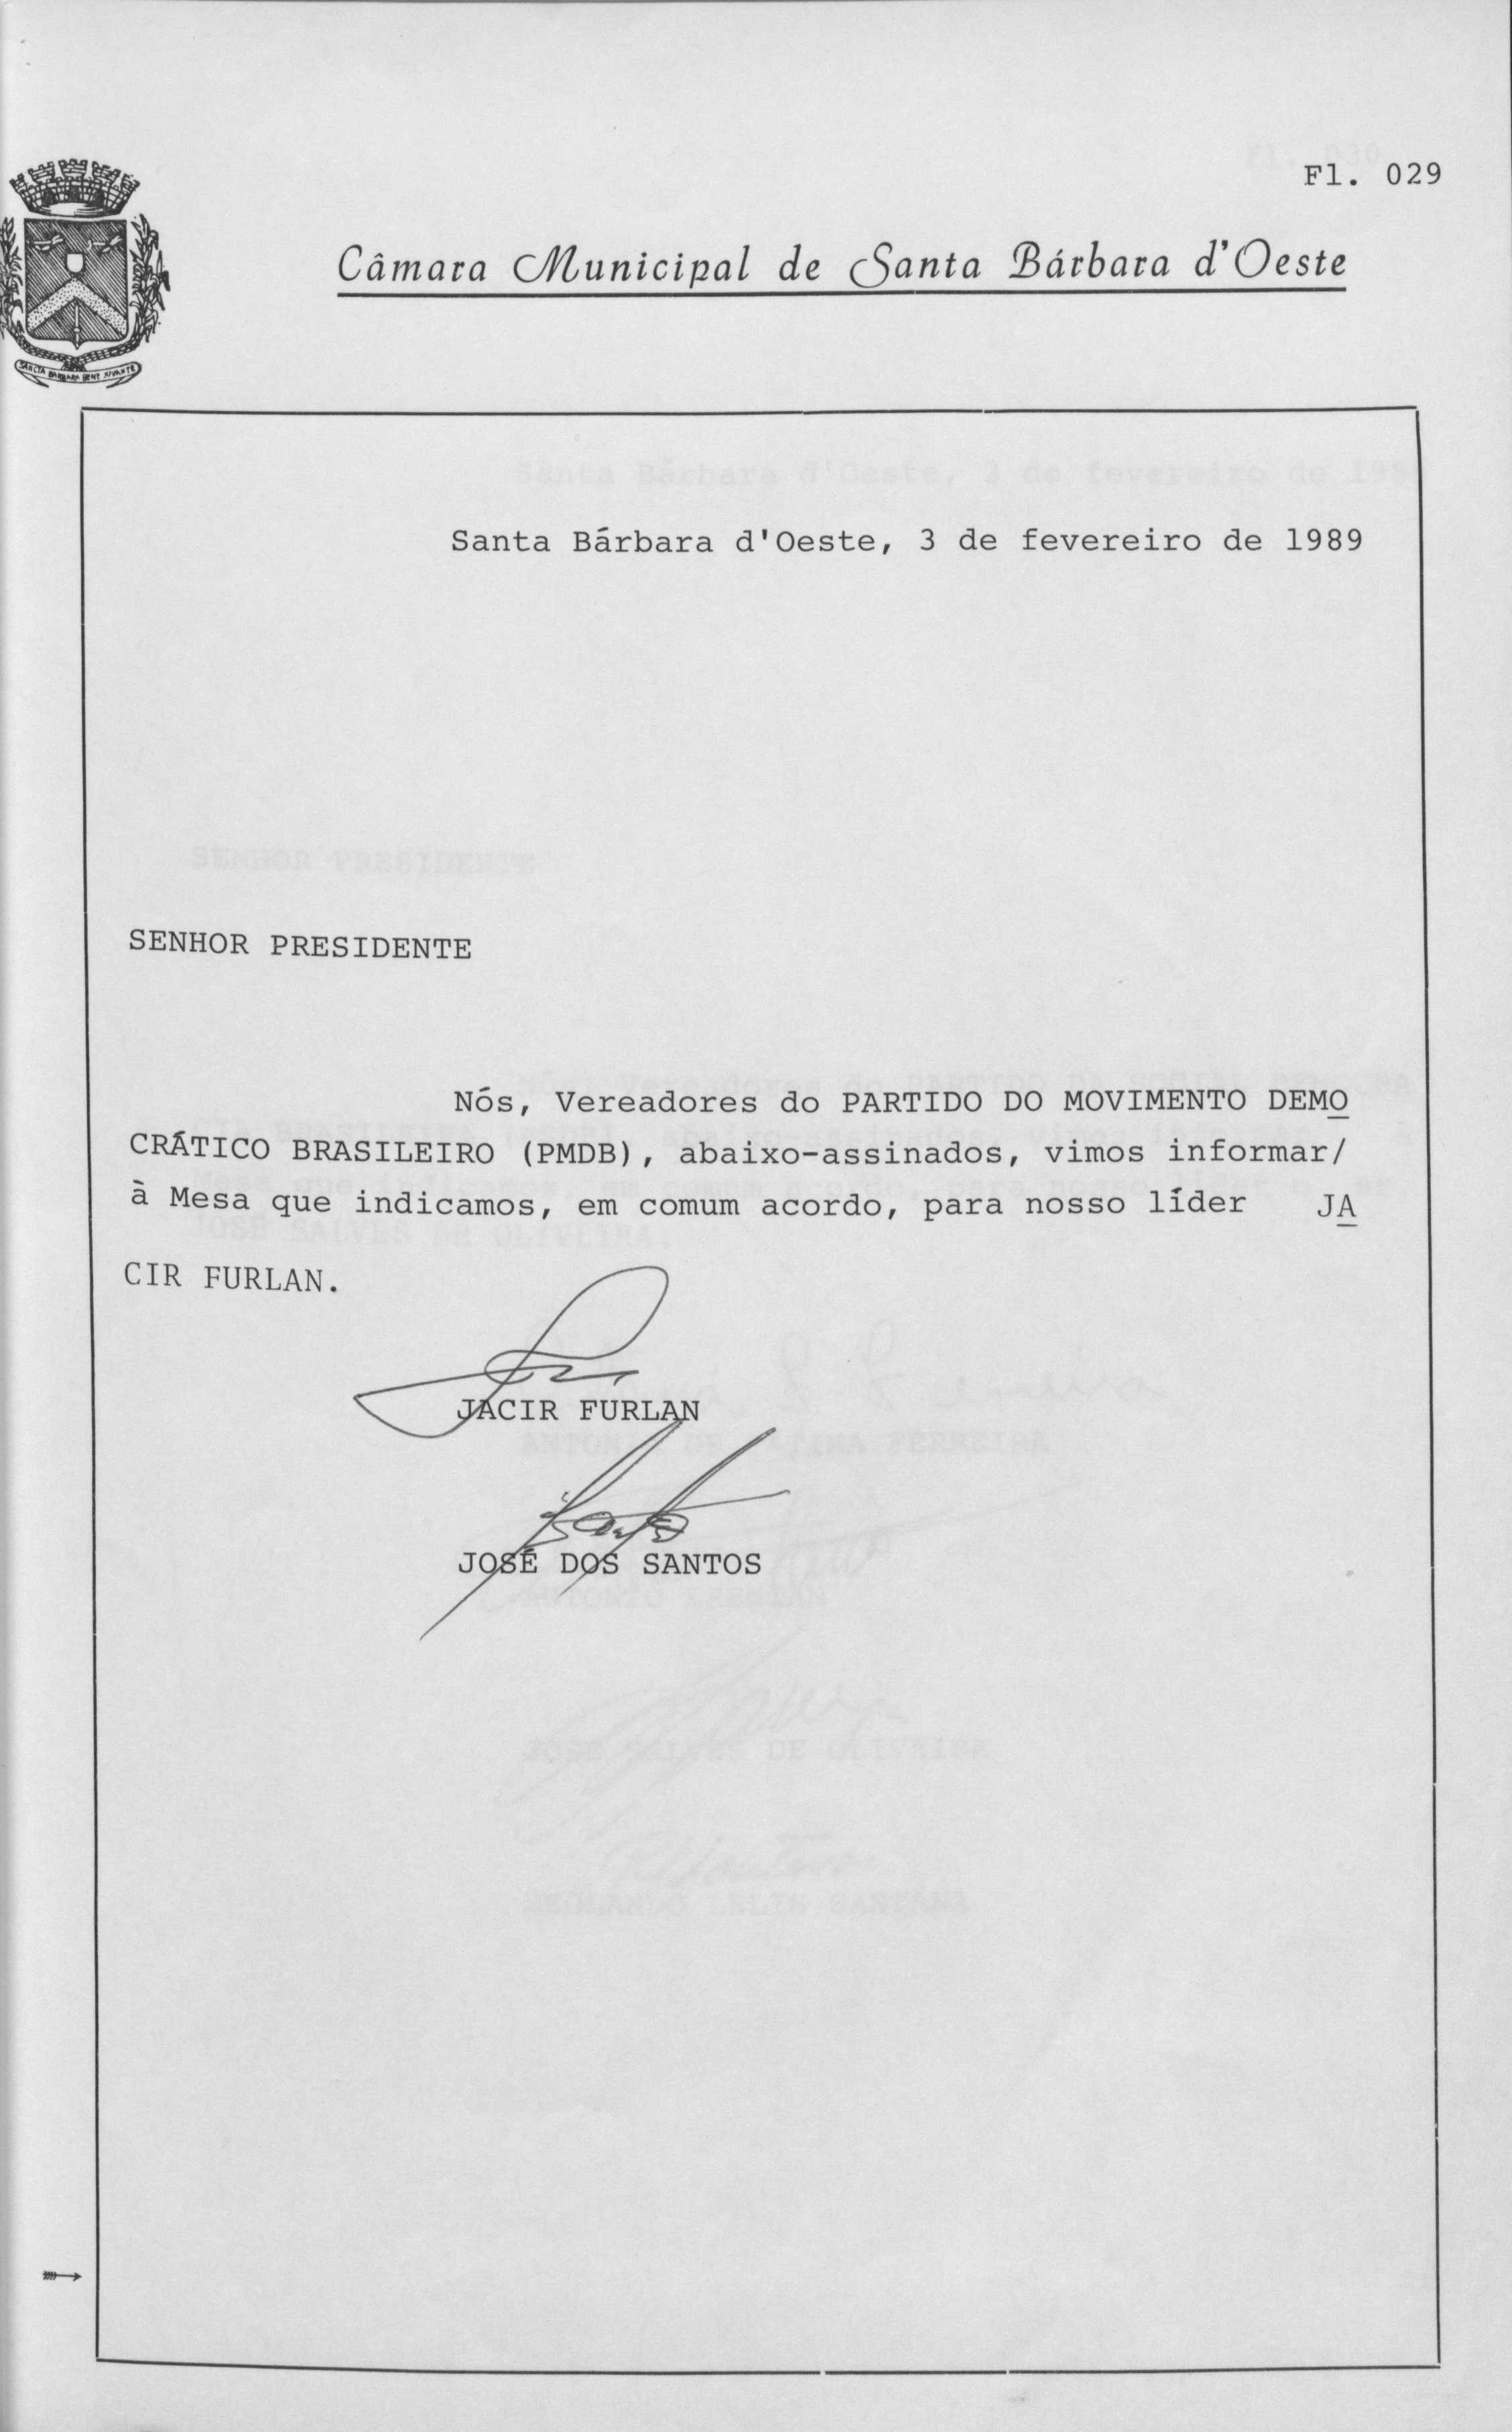 Fl. 029
Câmara Municipal de Santa Bárbara d'Oeste
SANCTA BARBARA
Santa Bárbara d'Oeste, 3 de fevereiro de 1989
SENHOR PRESIDENTE
Nós, Vereadores do PARTIDO DO MOVIMENTO DEMO
CRÁTICO BRASILEIRO (PMDB), abaixo-assinados, vimos informar/
à Mesa que indicamos, em comum acordo, para nosso líder JA
CIR FURLAN.
JACIR FURLAN
JOSÉ DOS SANTOS